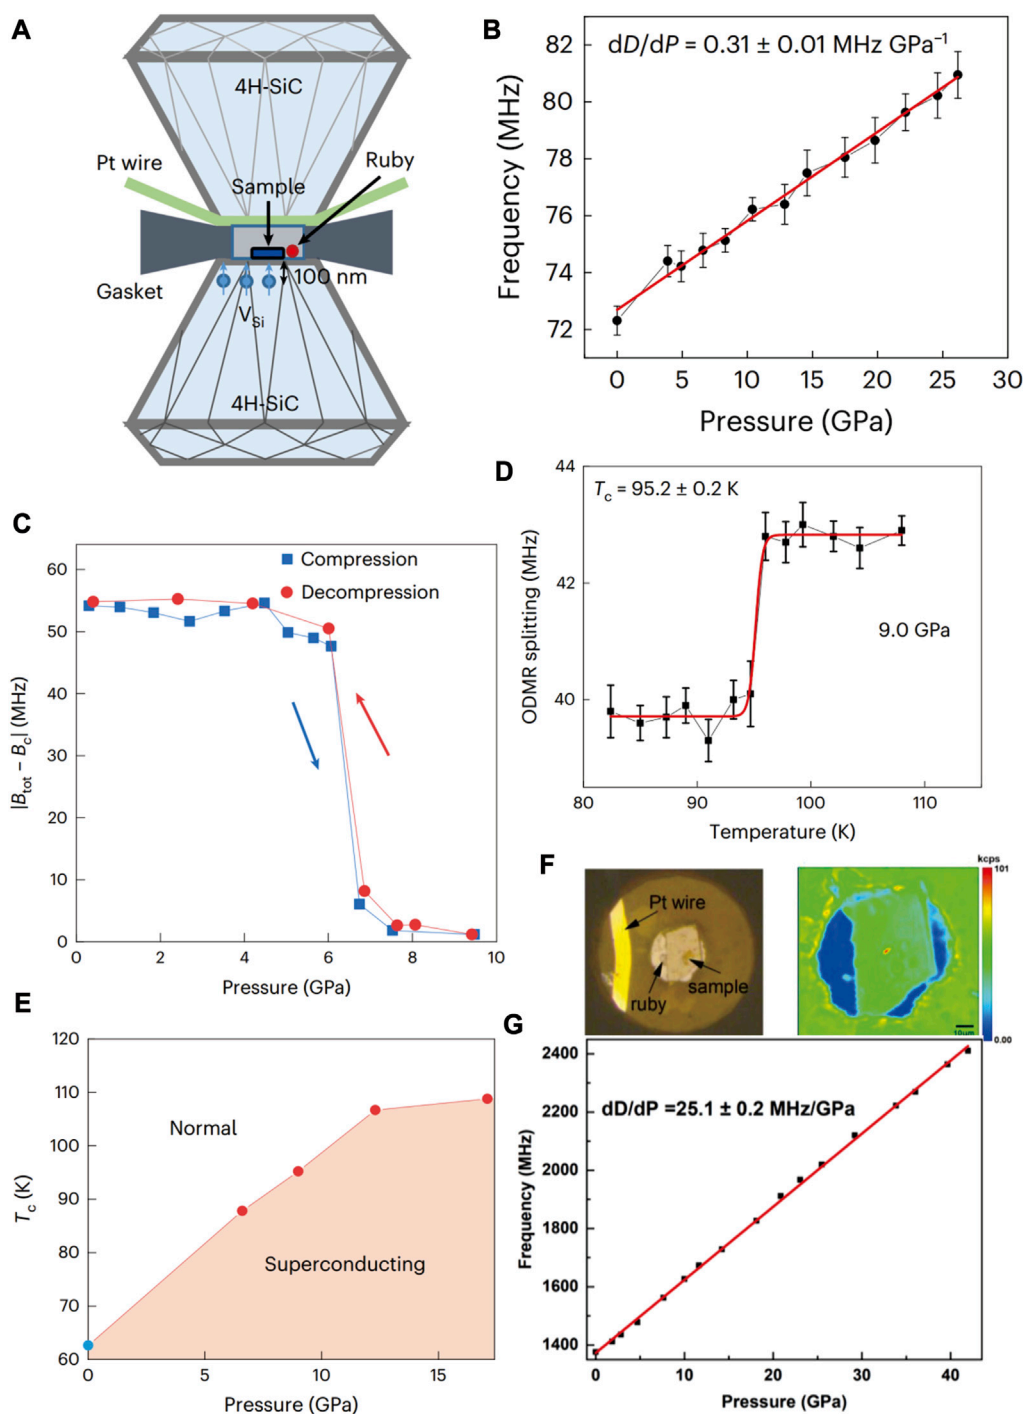 A
4H-SiC
Pt wire
Ruby
Sample
Gasket
100 nm
V_Si
4H-SiC
B
dD/dP = 0.31 ± 0.01 MHz GPa⁻¹
Frequency (MHz)
82
80
78
76
74
72
0 5 10 15 20 25 30
Pressure (GPa)
C
Compression
Decompression
|B_tot − B_c| (MHz)
60
50
40
30
20
10
0
0 2 4 6 8 10
Pressure (GPa)
D
T_c = 95.2 ± 0.2 K
9.0 GPa
ODMR splitting (MHz)
44
42
40
80 90 100 110
Temperature (K)
E
Normal
Superconducting
T_c (K)
120
110
100
90
80
70
60
0 5 10 15
Pressure (GPa)
F
Pt wire
ruby
sample
kcps
101
0.00
10μm
G
dD/dP =25.1 ± 0.2 MHz/GPa
Frequency (MHz)
2400
2200
2000
1800
1600
1400
0 10 20 30 40
Pressure (GPa)